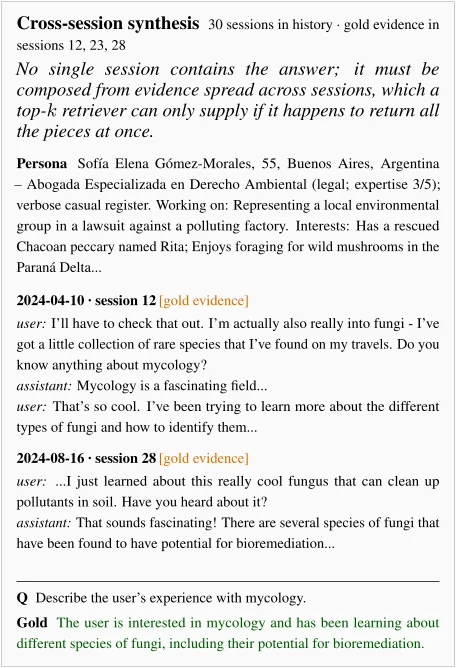 Cross-session synthesis 30 sessions in history · gold evidence in
sessions 12, 23, 28
No single session contains the answer; it must be
composed from evidence spread across sessions, which a
top-k retriever can only supply if it happens to return all
the pieces at once.
Persona Sofía Elena Gómez-Morales, 55, Buenos Aires, Argentina
– Abogada Especializada en Derecho Ambiental (legal; expertise 3/5);
verbose casual register. Working on: Representing a local environmental
group in a lawsuit against a polluting factory. Interests: Has a rescued
Chacoan peccary named Rita; Enjoys foraging for wild mushrooms in the
Paraná Delta...
2024-04-10 · session 12 [gold evidence]
user: I'll have to check that out. I'm actually also really into fungi - I've
got a little collection of rare species that I've found on my travels. Do you
know anything about mycology?
assistant: Mycology is a fascinating field...
user: That's so cool. I've been trying to learn more about the different
types of fungi and how to identify them...
2024-08-16 · session 28 [gold evidence]
user: ...I just learned about this really cool fungus that can clean up
pollutants in soil. Have you heard about it?
assistant: That sounds fascinating! There are several species of fungi that
have been found to have potential for bioremediation...
Q Describe the user's experience with mycology.
Gold The user is interested in mycology and has been learning about
different species of fungi, including their potential for bioremediation.